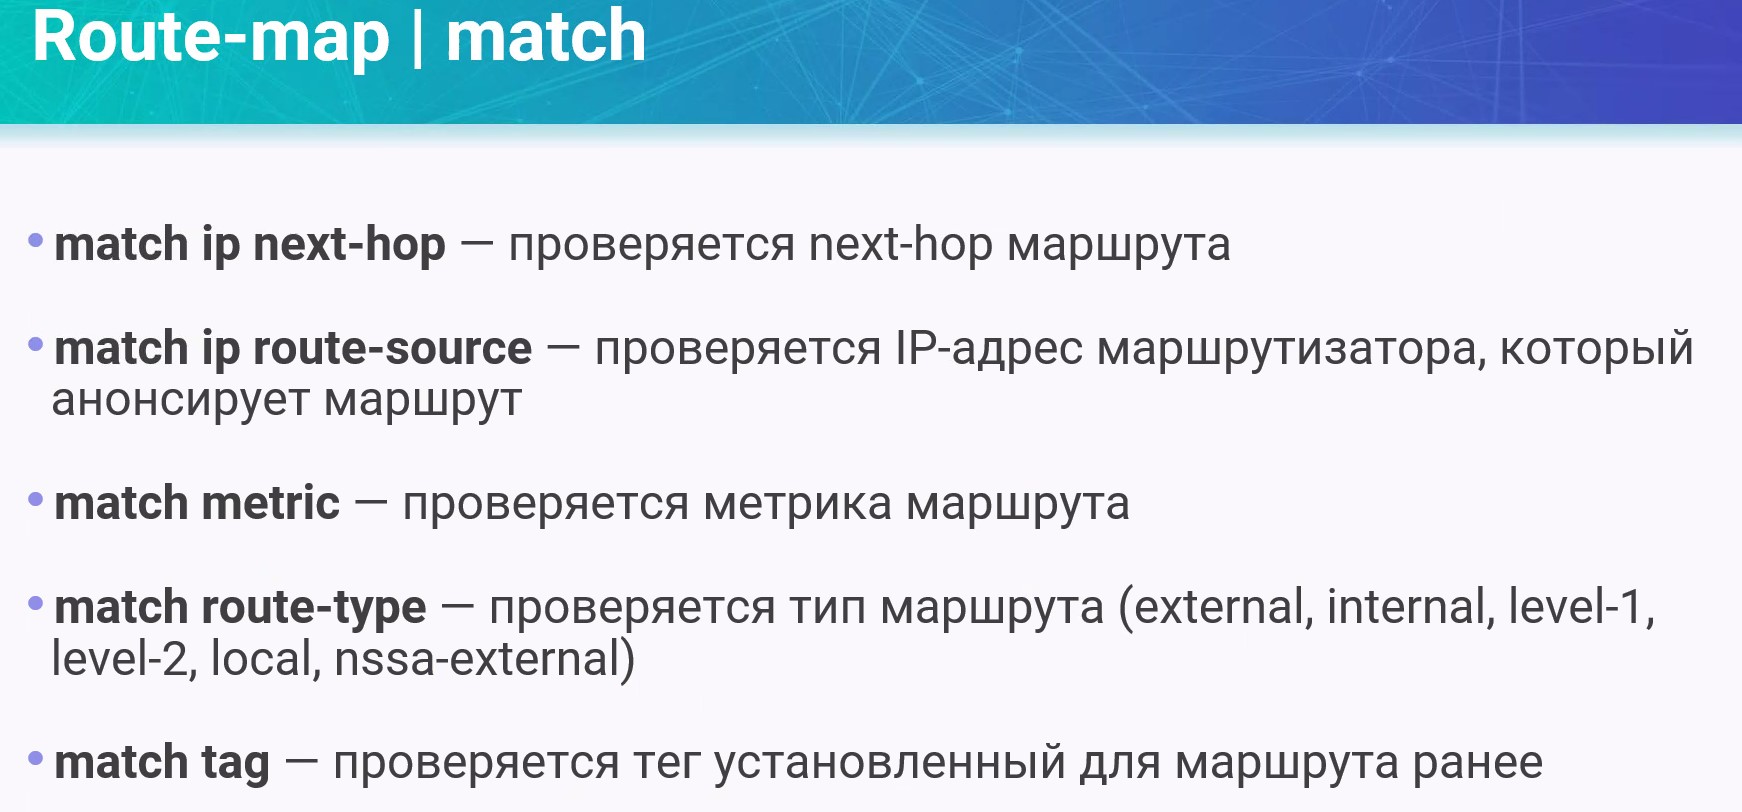 Route-map | match
• match ip next-hop — проверяется next-hop маршрута
• match ip route-source — проверяется IP-адрес маршрутизатора, который
анонсирует маршрут
• match metric — проверяется метрика маршрута
• match route-type — проверяется тип маршрута (external, internal, level-1,
level-2, local, nssa-external)
• match tag — проверяется тег установленный для маршрута ранее